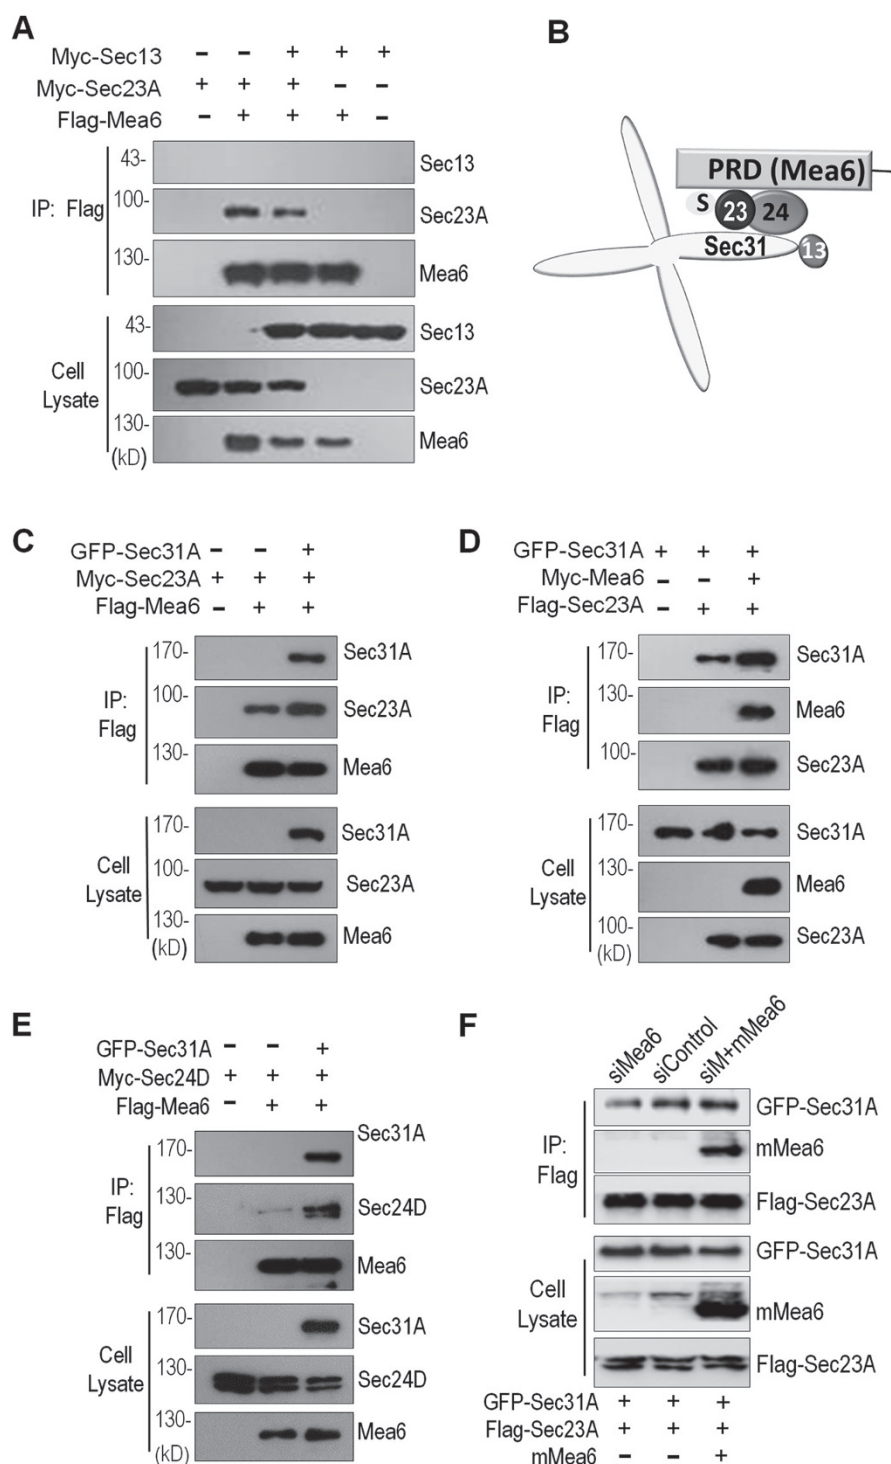 A
Myc-Sec13 – – + + +
Myc-Sec23A + + + – –
Flag-Mea6 – + + + –
IP: Flag
43- Sec13
100- Sec23A
130- Mea6
Cell
Lysate
43- Sec13
100- Sec23A
130- Mea6
(kD)
B
PRD (Mea6)
S 23 24
Sec31 13
C
GFP-Sec31A – – +
Myc-Sec23A + + +
Flag-Mea6 – + +
IP:
Flag
170- Sec31A
100- Sec23A
130- Mea6
Cell
Lysate
170- Sec31A
100- Sec23A
130- Mea6
(kD)
D
GFP-Sec31A + + +
Myc-Mea6 – – +
Flag-Sec23A – + +
IP:
Flag
170- Sec31A
130- Mea6
100- Sec23A
Cell
Lysate
170- Sec31A
130- Mea6
100- Sec23A
(kD)
E
GFP-Sec31A – – +
Myc-Sec24D + + +
Flag-Mea6 – + +
IP:
Flag
170- Sec31A
130- Sec24D
130- Mea6
Cell
Lysate
170- Sec31A
130- Sec24D
130- Mea6
(kD)
F
siMea6 siControl siM+mMea6
IP:
Flag
GFP-Sec31A
mMea6
Flag-Sec23A
Cell
Lysate
GFP-Sec31A
mMea6
Flag-Sec23A
GFP-Sec31A + + +
Flag-Sec23A + + +
mMea6 – – +